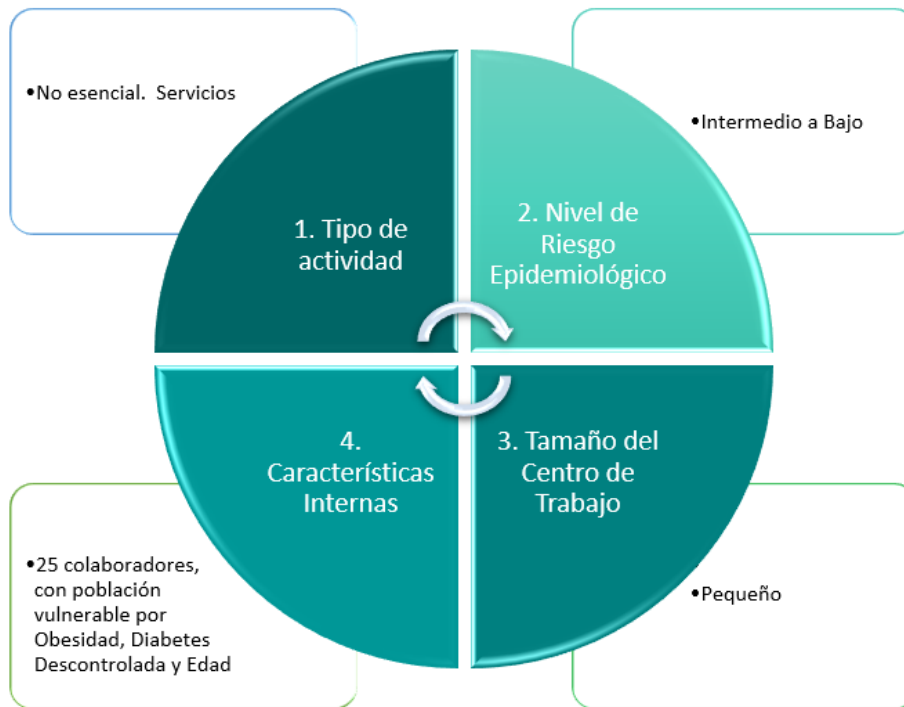 •No esencial.  Servicios
•Intermedio a Bajo
1. Tipo de
actividad
2. Nivel de
Riesgo
Epidemiológico
4.
Características
Internas
3. Tamaño del
Centro de
Trabajo
•25 colaboradores,
con población
vulnerable por
Obesidad, Diabetes
Descontrolada y Edad
•Pequeño